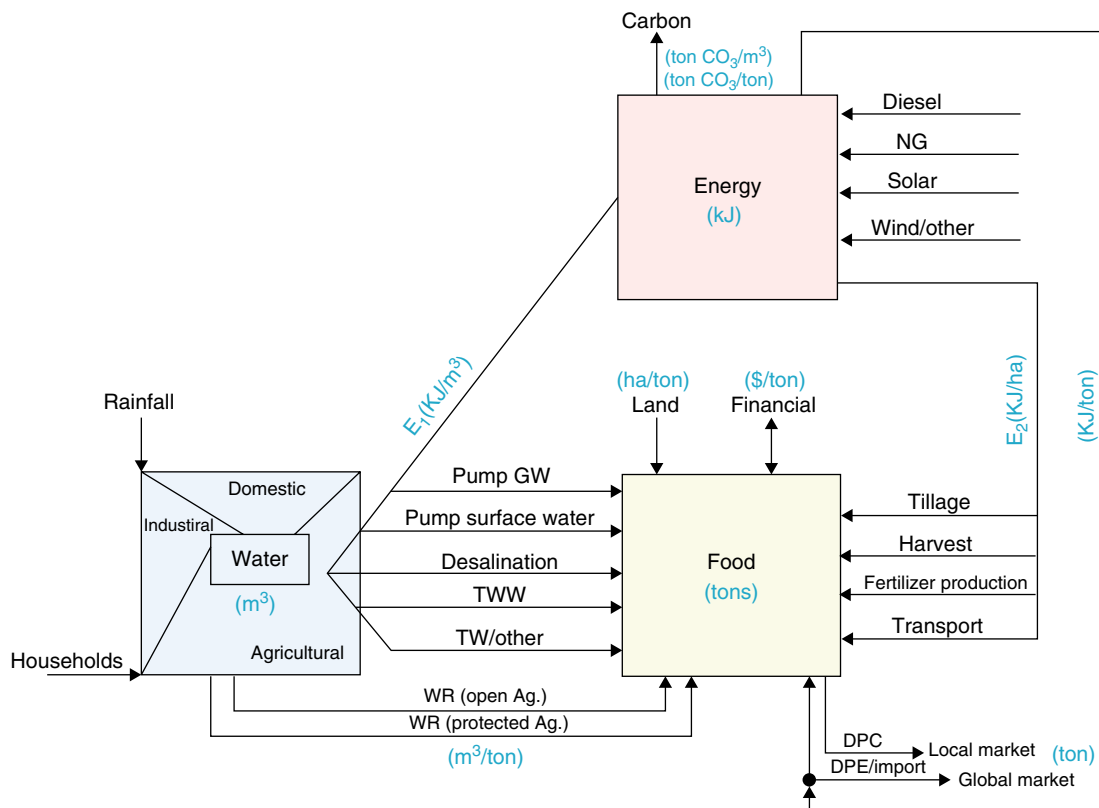 Carbon
(ton CO₃/m³)
(ton CO₃/ton)
Diesel
NG
Solar
Wind/other
Energy
(kJ)
E₁(KJ/m³)
E₂(KJ/ha)
(KJ/ton)
(ha/ton)
Land
($/ton)
Financial
Rainfall
Domestic
Industiral
Water
(m³)
Agricultural
Households
Pump GW
Pump surface water
Desalination
TWW
TW/other
Food
(tons)
Tillage
Harvest
Fertilizer production
Transport
WR (open Ag.)
WR (protected Ag.)
(m³/ton)
DPC
Local market
(ton)
DPE/import
Global market